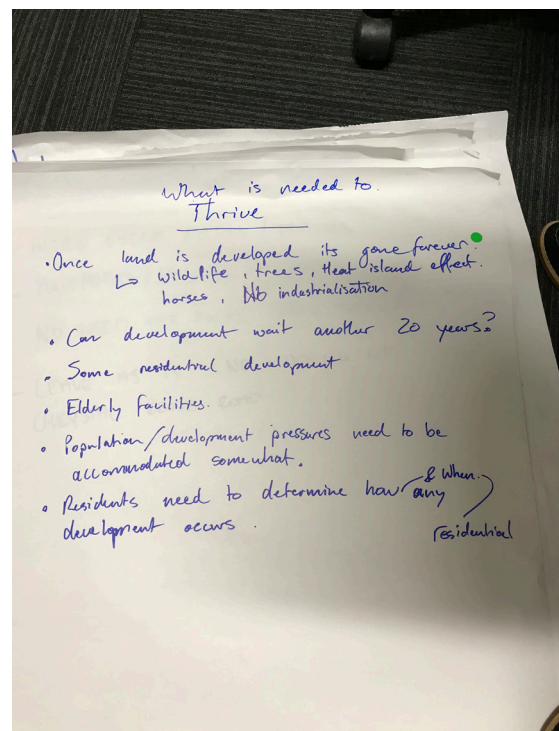 What is needed to.
Thrive
• Once land is developed its gone forever.
↳ wildlife, trees, Heat island effect.
horses, No industrialisation
• Can development wait another 20 years?
• Some residential development
• Elderly facilities.
• Population/development pressures need to be
accommodated somewhat.
• Residents need to determine how & When. any
development occurs.
residential